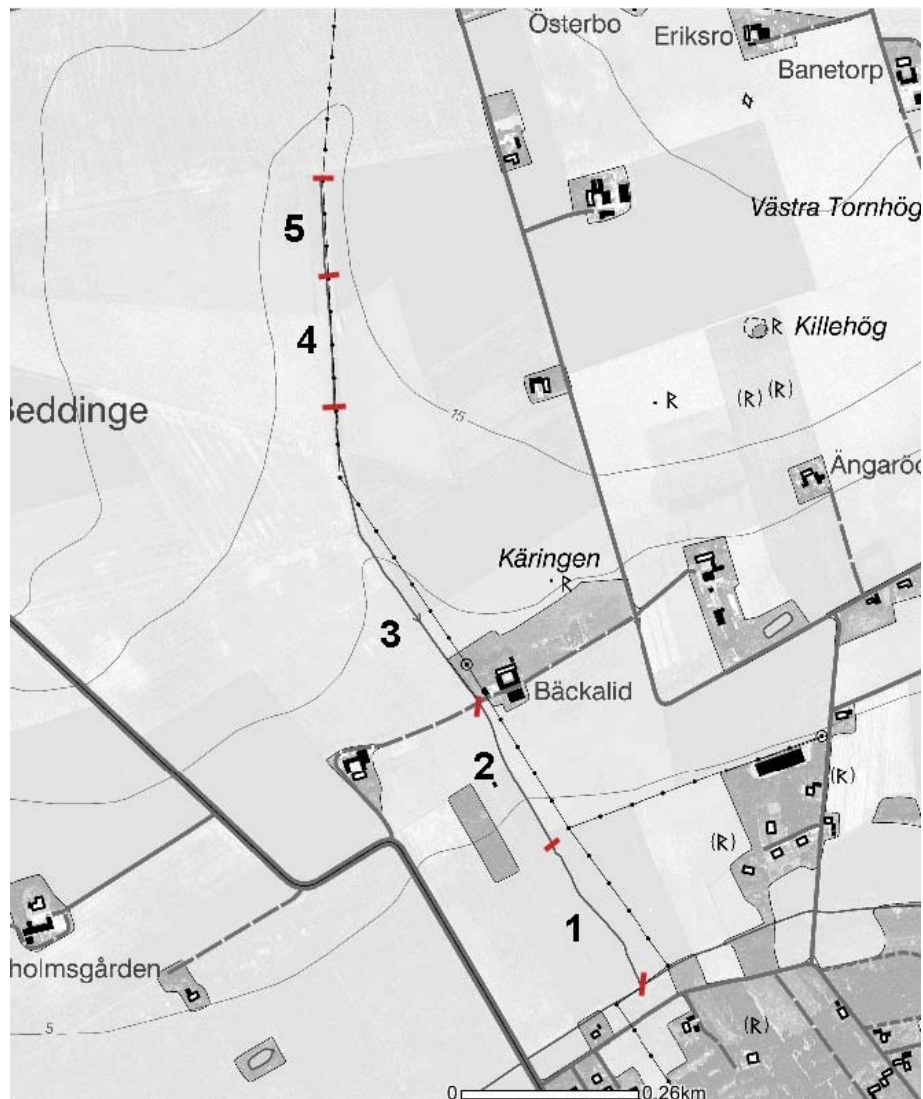 Österbo
Eriksro
Banetorp
5
Västra Tornhög
4
R Killehög
R
(R) (R)
Beddinge
15
Ängaröd
Käringen
R
3
Bäckalid
2
(R)
(R)
1
holmsgården
5
(R)
0 0.26km